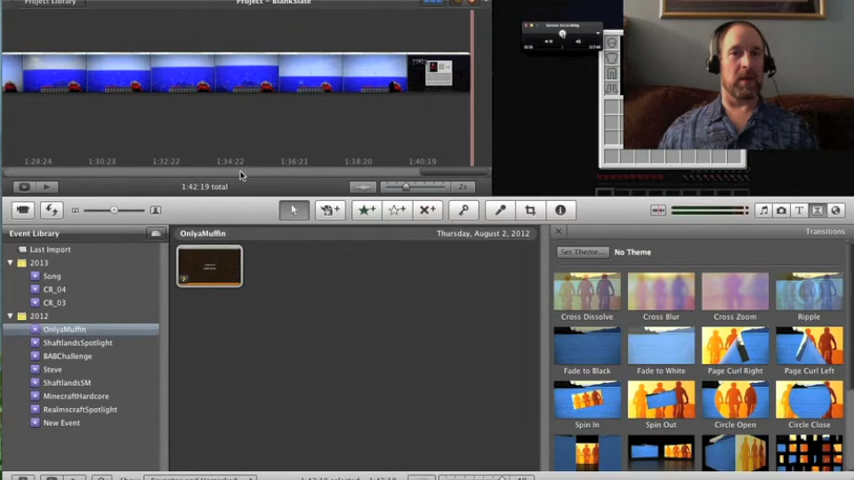 Project Library
Project - BlankSlate
Screen Recording
1:28:24 1:30:23 1:32:22 1:34:22 1:36:21 1:38:20 1:40:19
1:42:19 total
2s
Event Library
OnlyaMuffin
Thursday, August 2, 2012
Transitions
Last Import
Set Theme...
No Theme
2013
Song
CR_04
CR_03
Cross Dissolve
Cross Blur
Cross Zoom
Ripple
2012
OnlyaMuffin
ShaftlandsSpotlight
BABChallenge
Steve
Fade to Black
Fade to White
Page Curl Right
Page Curl Left
ShaftlandsSM
MinecraftHardcore
RealmscraftSpotlight
New Event
Spin In
Spin Out
Circle Open
Circle Close